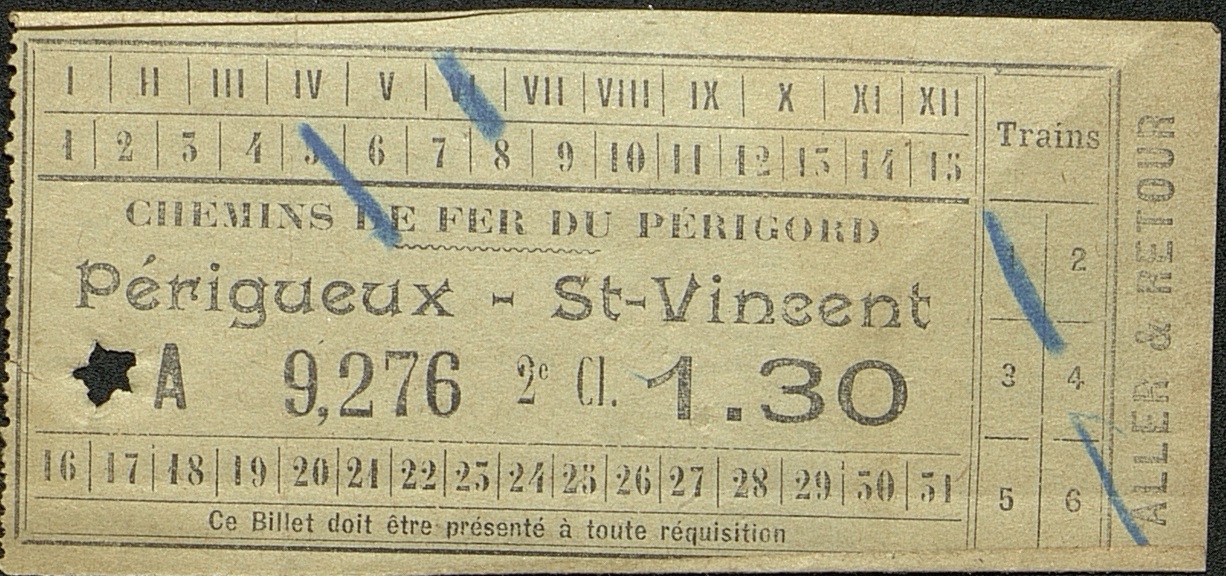 I II III IV V VI VII VIII IX X XI XII
1 2 3 4 5 6 7 8 9 10 11 12 13 14 15
CHEMINS DE FER DU PÉRIGORD
Périgueux - St-Vincent
A 9,276 2e Cl. 1.30
16 17 18 19 20 21 22 23 24 25 26 27 28 29 30 31
Ce Billet doit être présenté à toute réquisition
Trains
1 2
3 4
5 6
ALLER & RETOUR